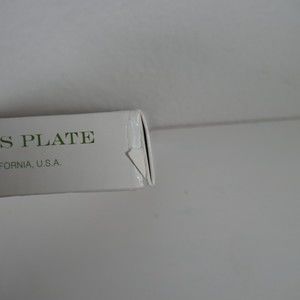 S PLATE
FORNIA, U.S.A.